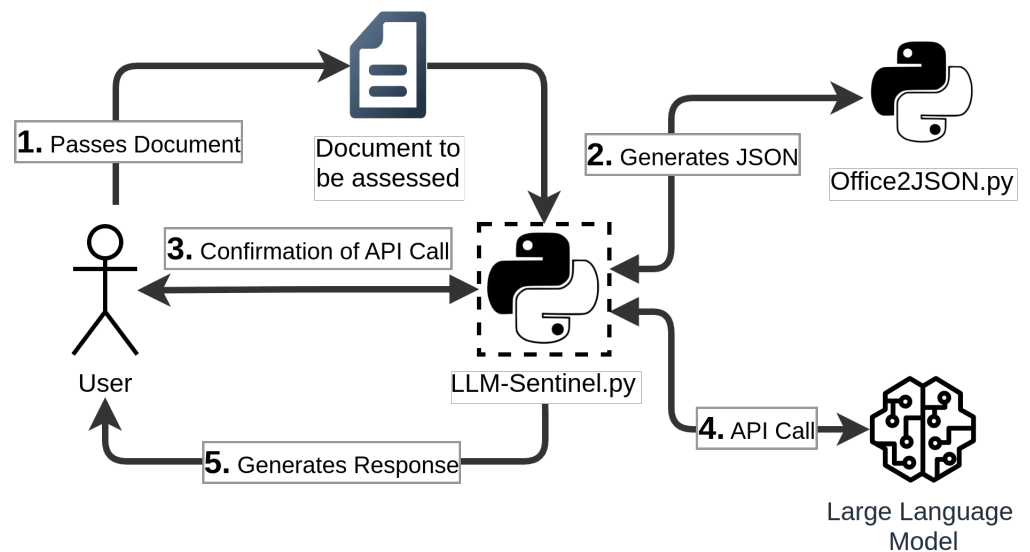 1. Passes Document
Document to
be assessed
2. Generates JSON
Office2JSON.py
3. Confirmation of API Call
User
LLM-Sentinel.py
4. API Call
5. Generates Response
Large Language
Model